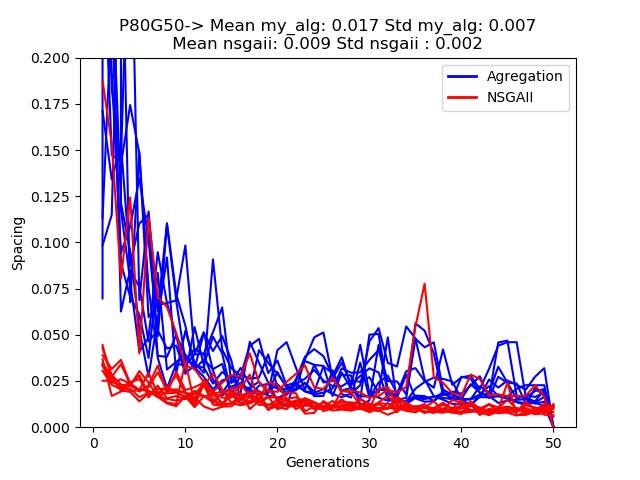 P80G50-> Mean my_alg: 0.017 Std my_alg: 0.007
Mean nsgaii: 0.009 Std nsgaii : 0.002
Agregation
NSGAII
0.200
0.175
0.150
0.125
0.100
0.075
0.050
0.025
0.000
Spacing
0
10
20
30
40
50
Generations